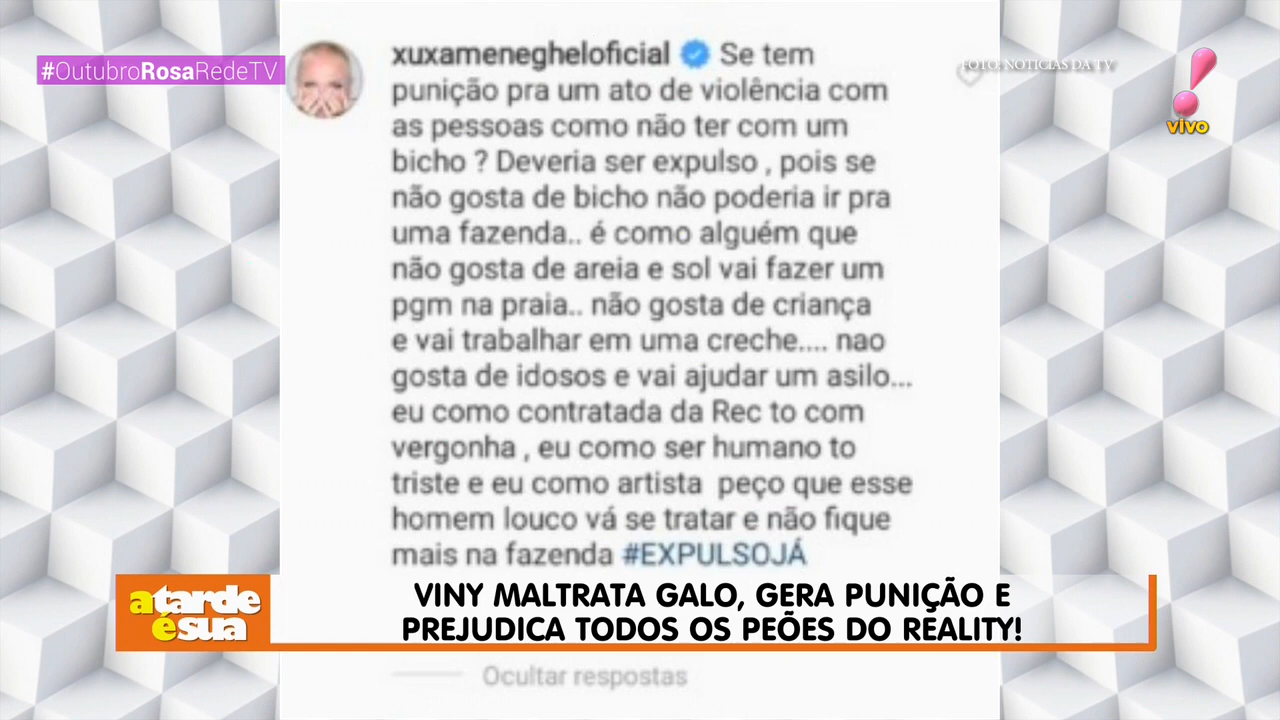 #OutubroRosaRedeTV
xuxamenegheloficial Se tem
punição pra um ato de violência com
as pessoas como não ter com um
bicho ? Deveria ser expulso , pois se
não gosta de bicho não poderia ir pra
uma fazenda.. é como alguém que
não gosta de areia e sol vai fazer um
pgm na praia.. não gosta de criança
e vai trabalhar em uma creche.... nao
gosta de idosos e vai ajudar um asilo...
eu como contratada da Rec to com
vergonha , eu como ser humano to
triste e eu como artista peço que esse
homem louco vá se tratar e não fique
mais na fazenda #EXPULSOJÁ
FOTO: NOTÍCIAS DA TV
vivo
a tarde
é sua
VINY MALTRATA GALO, GERA PUNIÇÃO E
PREJUDICA TODOS OS PEÕES DO REALITY!
Ocultar respostas